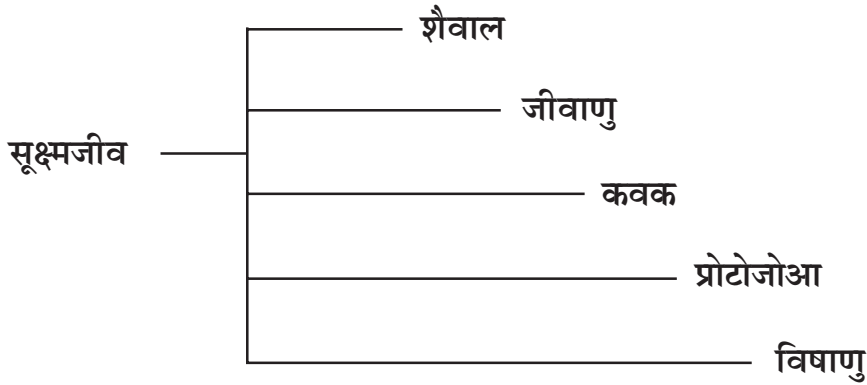 शैवाल
जीवाणु
सूक्ष्मजीव
कवक
प्रोटोजोआ
विषाणु